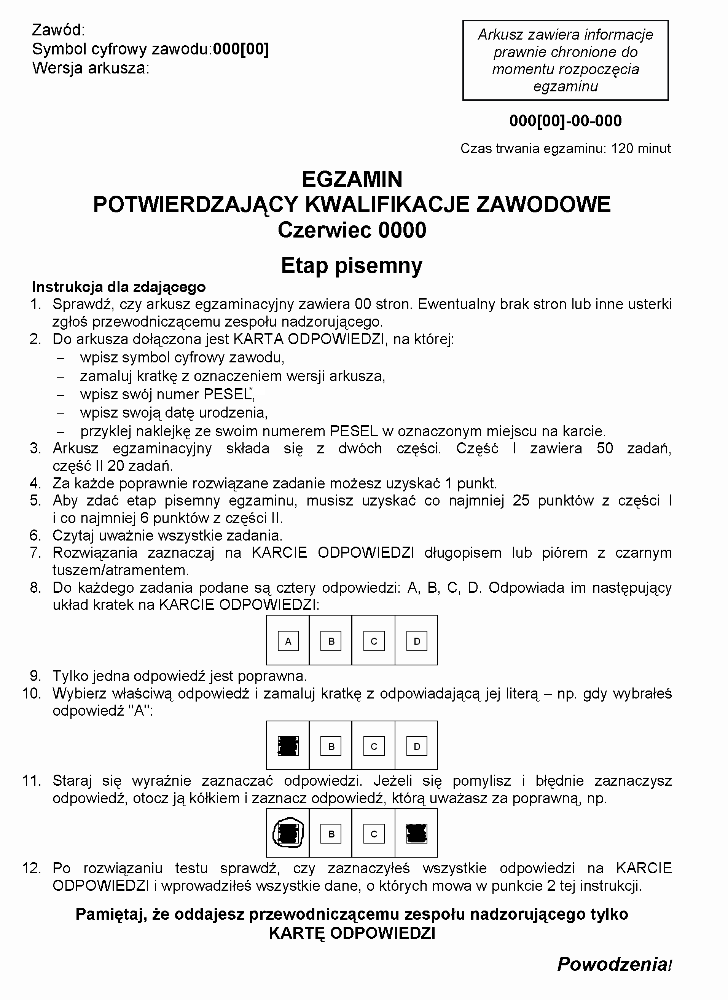 Zawód:
Symbol cyfrowy zawodu:000[00]
Wersja arkusza:
Arkusz zawiera informacje
prawnie chronione do
momentu rozpoczęcia
egzaminu
000[00]-00-000
Czas trwania egzaminu: 120 minut
EGZAMIN
POTWIERDZAJĄCY KWALIFIKACJE ZAWODOWE
Czerwiec 0000
Etap pisemny
Instrukcja dla zdającego
1. Sprawdź, czy arkusz egzaminacyjny zawiera 00 stron. Ewentualny brak stron lub inne usterki
zgłoś przewodniczącemu zespołu nadzorującego.
2. Do arkusza dołączona jest KARTA ODPOWIEDZI, na której:
– wpisz symbol cyfrowy zawodu,
– zamaluj kratkę z oznaczeniem wersji arkusza,
– wpisz swój numer PESEL*,
– wpisz swoją datę urodzenia,
– przyklej naklejkę ze swoim numerem PESEL w oznaczonym miejscu na karcie.
3. Arkusz egzaminacyjny składa się z dwóch części. Część I zawiera 50 zadań,
część II 20 zadań.
4. Za każde poprawnie rozwiązane zadanie możesz uzyskać 1 punkt.
5. Aby zdać etap pisemny egzaminu, musisz uzyskać co najmniej 25 punktów z części I
i co najmniej 6 punktów z części II.
6. Czytaj uważnie wszystkie zadania.
7. Rozwiązania zaznaczaj na KARCIE ODPOWIEDZI długopisem lub piórem z czarnym
tuszem/atramentem.
8. Do każdego zadania podane są cztery odpowiedzi: A, B, C, D. Odpowiada im następujący
układ kratek na KARCIE ODPOWIEDZI:
A B C D
9. Tylko jedna odpowiedź jest poprawna.
10. Wybierz właściwą odpowiedź i zamaluj kratkę z odpowiadającą jej literą – np. gdy wybrałeś
odpowiedź "A":
B C D
11. Staraj się wyraźnie zaznaczać odpowiedzi. Jeżeli się pomylisz i błędnie zaznaczysz
odpowiedź, otocz ją kółkiem i zaznacz odpowiedź, którą uważasz za poprawną, np.
B C
12. Po rozwiązaniu testu sprawdź, czy zaznaczyłeś wszystkie odpowiedzi na KARCIE
ODPOWIEDZI i wprowadziłeś wszystkie dane, o których mowa w punkcie 2 tej instrukcji.
Pamiętaj, że oddajesz przewodniczącemu zespołu nadzorującego tylko
KARTĘ ODPOWIEDZI
Powodzenia!